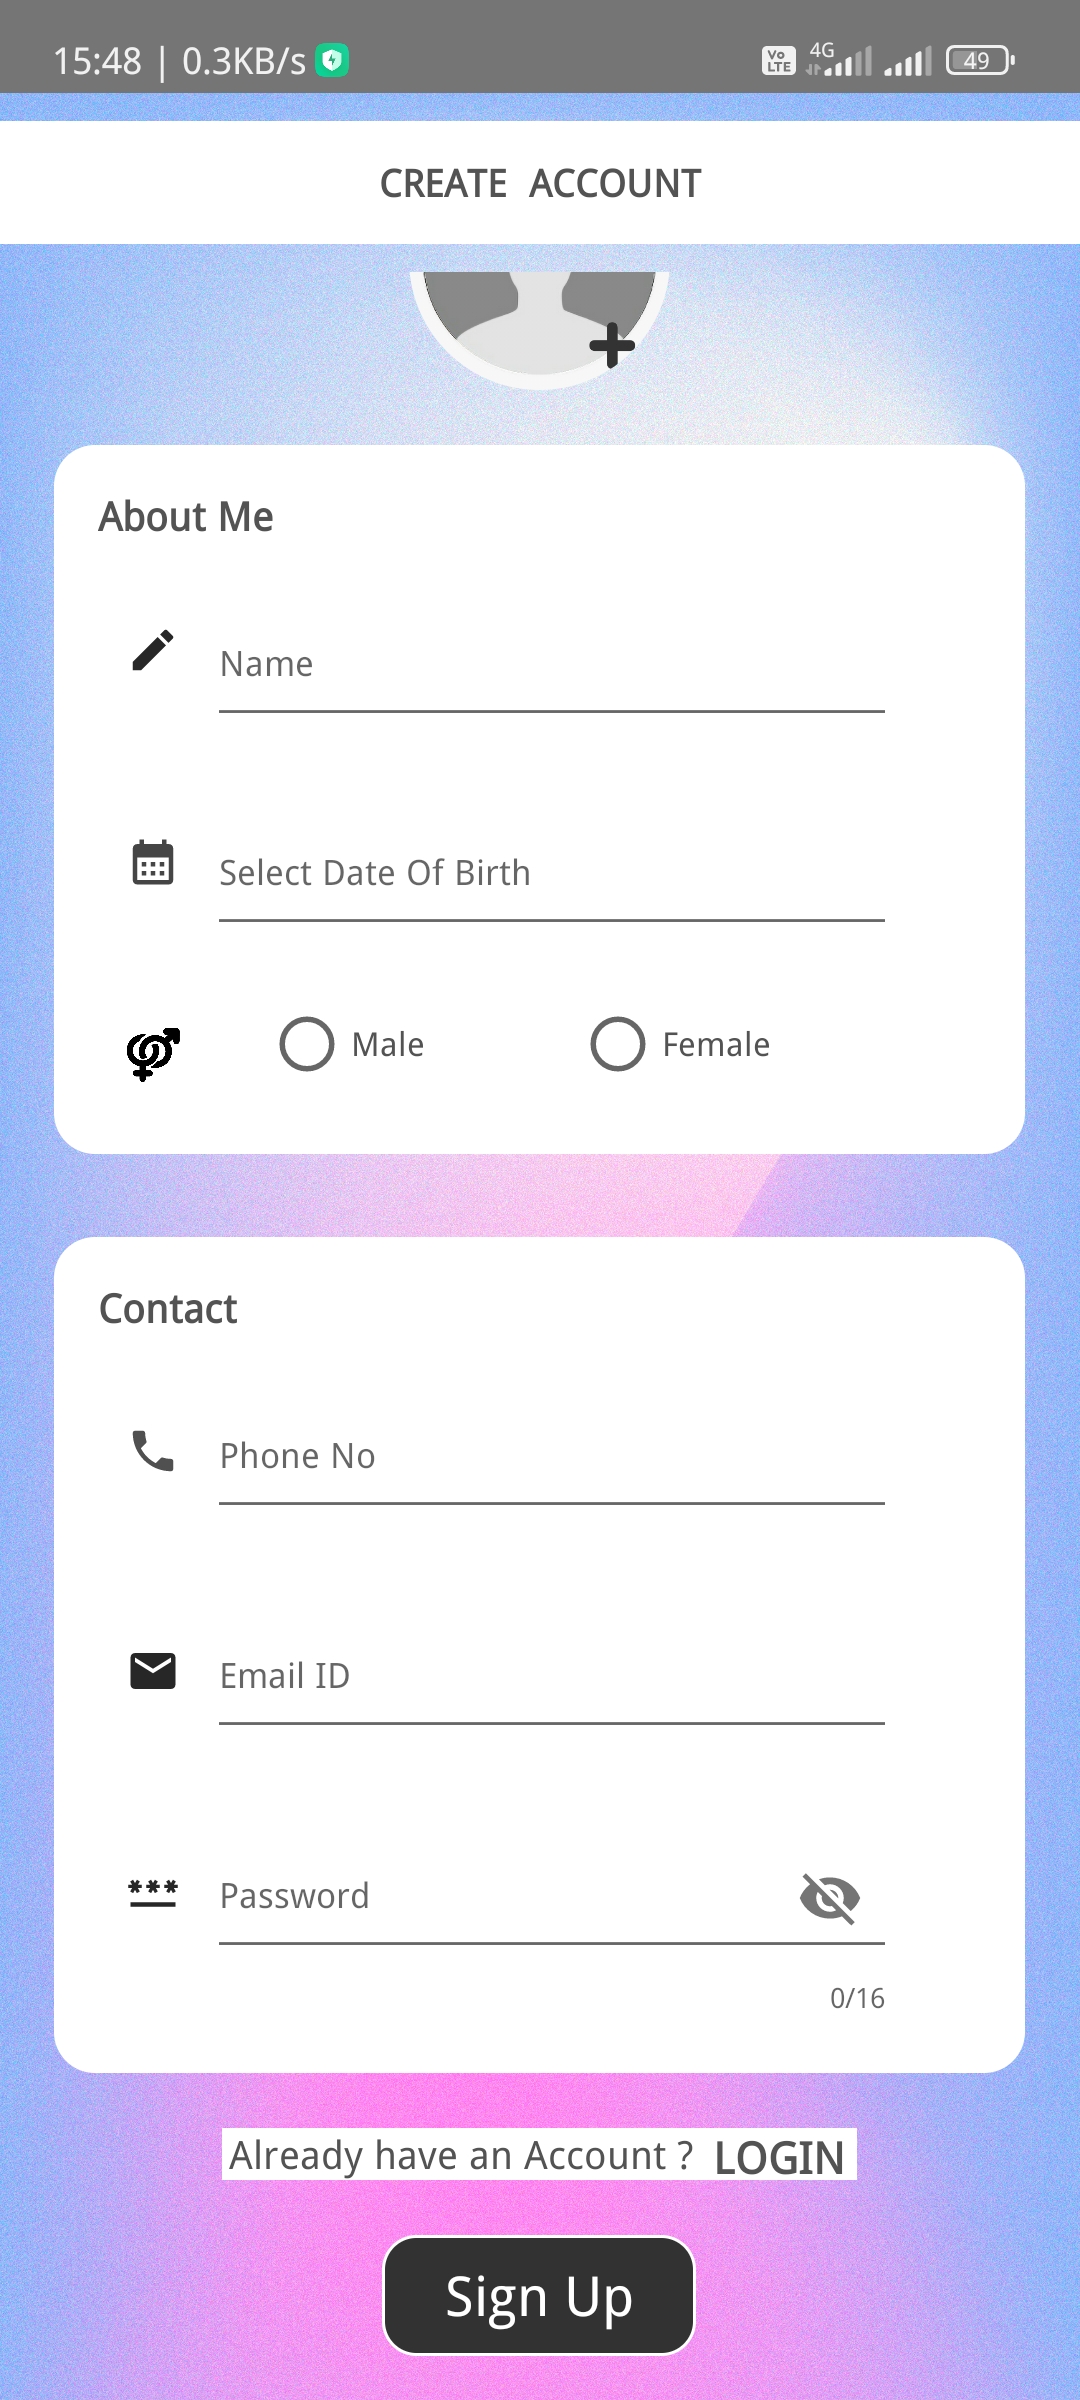 15:48 | 0.3KB/s Vo LTE 4G 49
CREATE ACCOUNT
About Me
Name
Select Date Of Birth
Male Female
Contact
Phone No
Email ID
*** Password
0/16
Already have an Account ? LOGIN
Sign Up